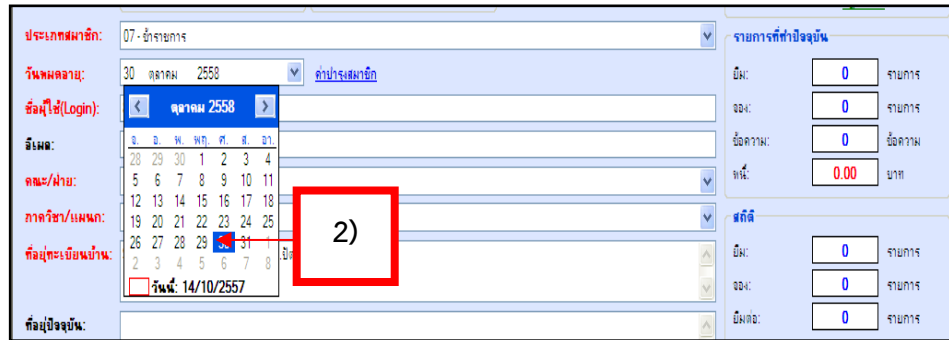 ประเภทสมาชิก: 07 - ข้าราชการ
วันหมดอายุ: 30 ตุลาคม 2558 ค่าบำรุงสมาชิก
ชื่อผู้ใช้(Login):
อีเมล:
คณะ/ฝ่าย:
ภาควิชา/แผนก:
ที่อยู่ทะเบียนบ้าน:
ที่อยู่ปัจจุบัน:
ตุลาคม 2558
จ. อ. พ. พฤ. ศ. ส. อา.
28 29 30 1 2 3 4
5 6 7 8 9 10 11
12 13 14 15 16 17 18
19 20 21 22 23 24 25
26 27 28 29 30 31 1
2 3 4 5 6 7 8
วันนี้: 14/10/2557
2)
รายการที่ทำปัจจุบัน
ยืม: 0 รายการ
จอง: 0 รายการ
ข้อความ: 0 ข้อความ
หนี้: 0.00 บาท
สถิติ
ยืม: 0 รายการ
จอง: 0 รายการ
ยืมต่อ: 0 รายการ